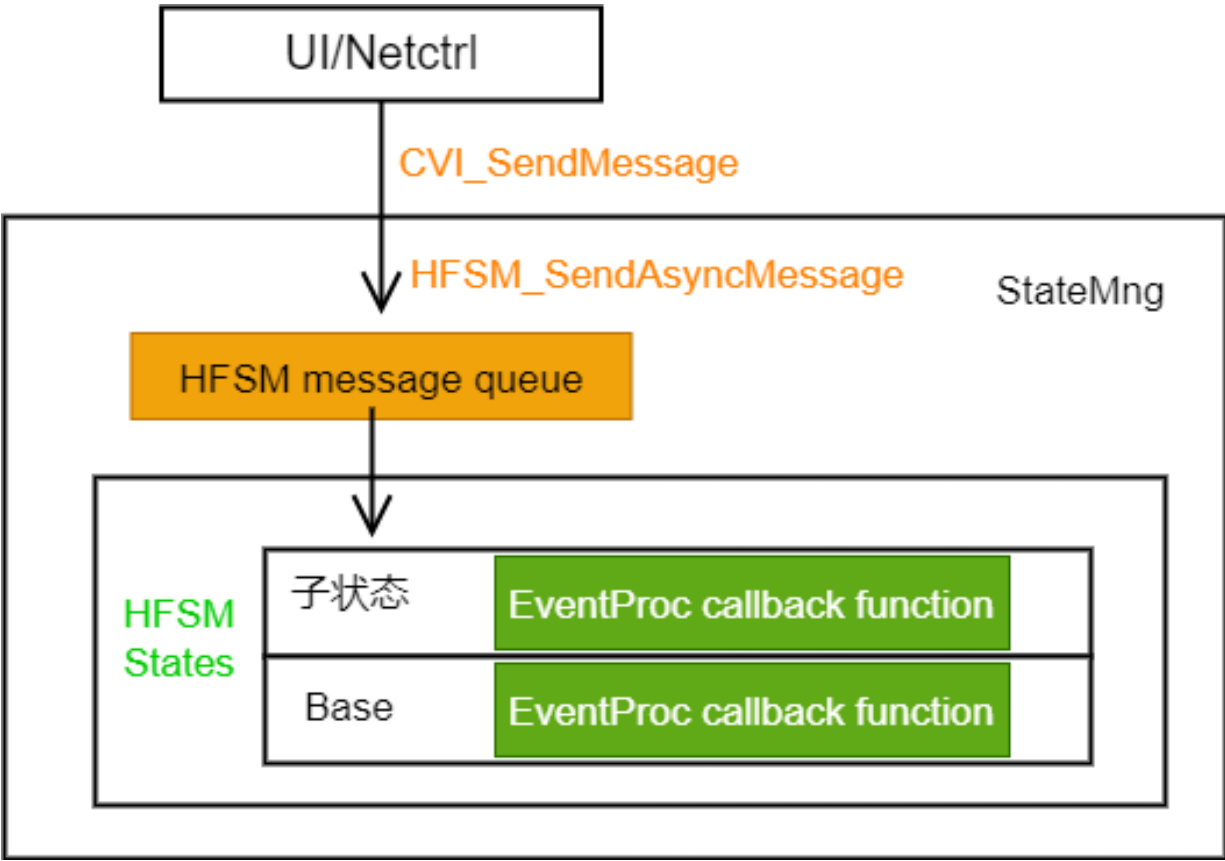 UI/Netctrl
CVI_SendMessage
HFSM_SendAsyncMessage
StateMng
HFSM message queue
子状态
EventProc callback function
HFSM
States
Base
EventProc callback function